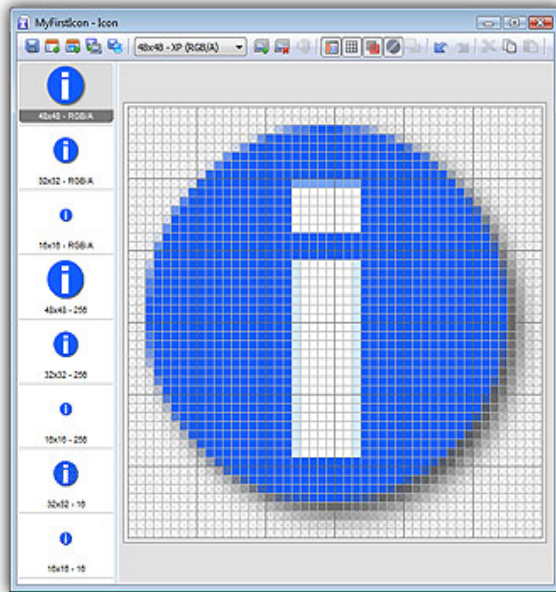 MyFirstIcon - Icon
48x48 - XP (RGB/A)
48x48 - RGB/A
32x32 - RGB/A
16x16 - RGB/A
48x48 - 256
32x32 - 256
16x16 - 256
32x32 - 16
16x16 - 16